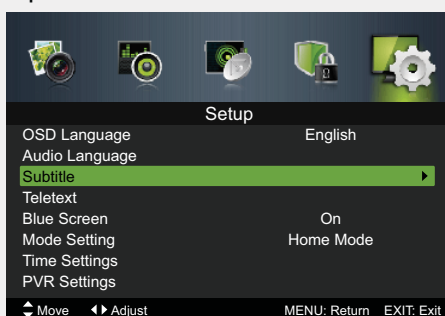 Setup
OSD Language English
Audio Language
Subtitle
Teletext
Blue Screen On
Mode Setting Home Mode
Time Settings
PVR Settings
Move Adjust MENU: Return EXIT: Exit